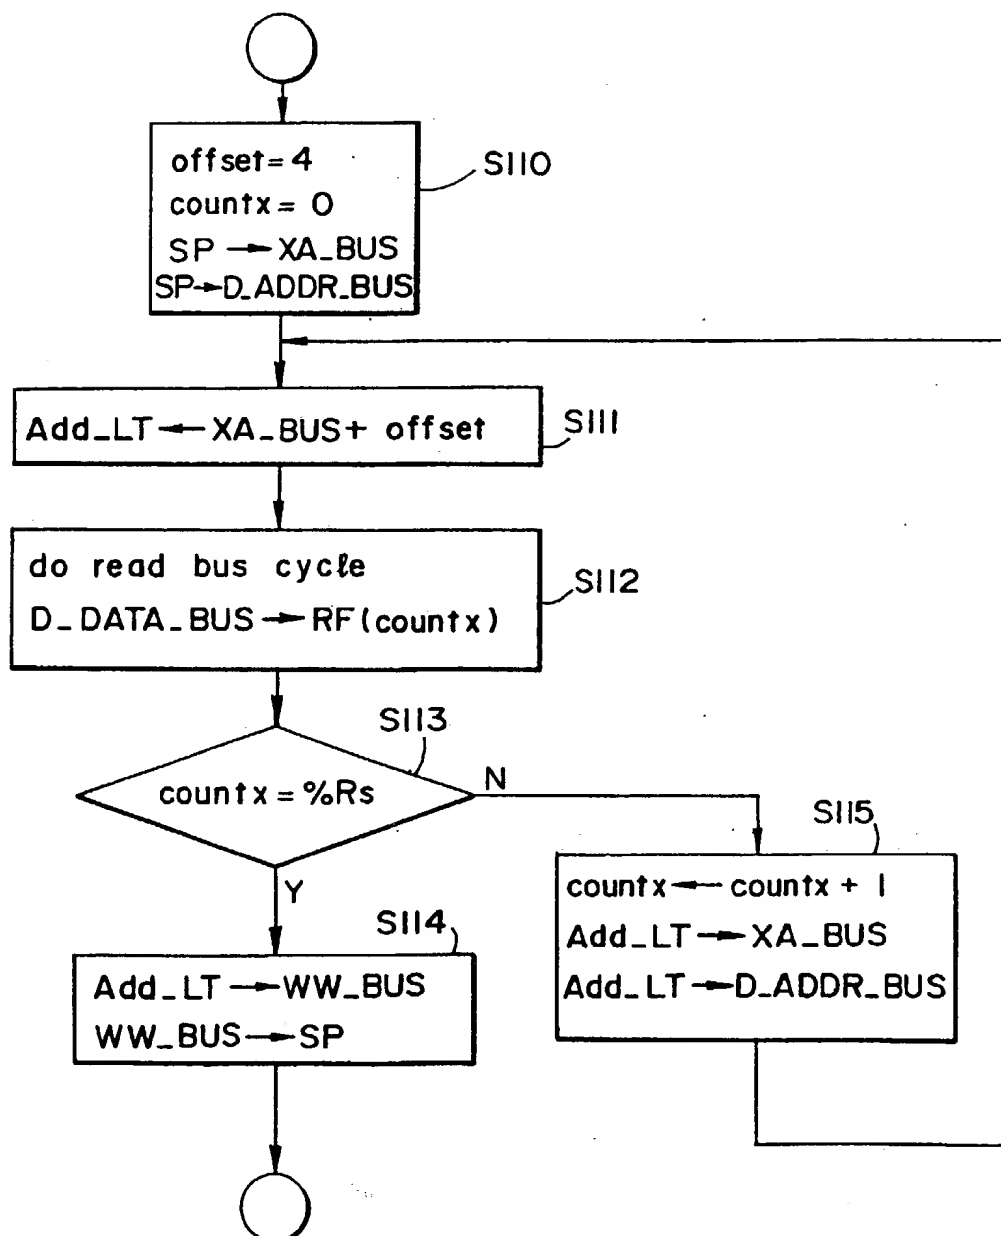 offset=4
countx=0
SP→XA_BUS
SP→D_ADDR_BUS
S110
Add_LT←XA_BUS+ offset
S111
do read bus cycle
D_DATA_BUS→RF(countx)
S112
S113
countx=%Rs
N
Y
S115
countx←countx + 1
Add_LT→XA_BUS
Add_LT→D_ADDR_BUS
S114
Add_LT→WW_BUS
WW_BUS→SP